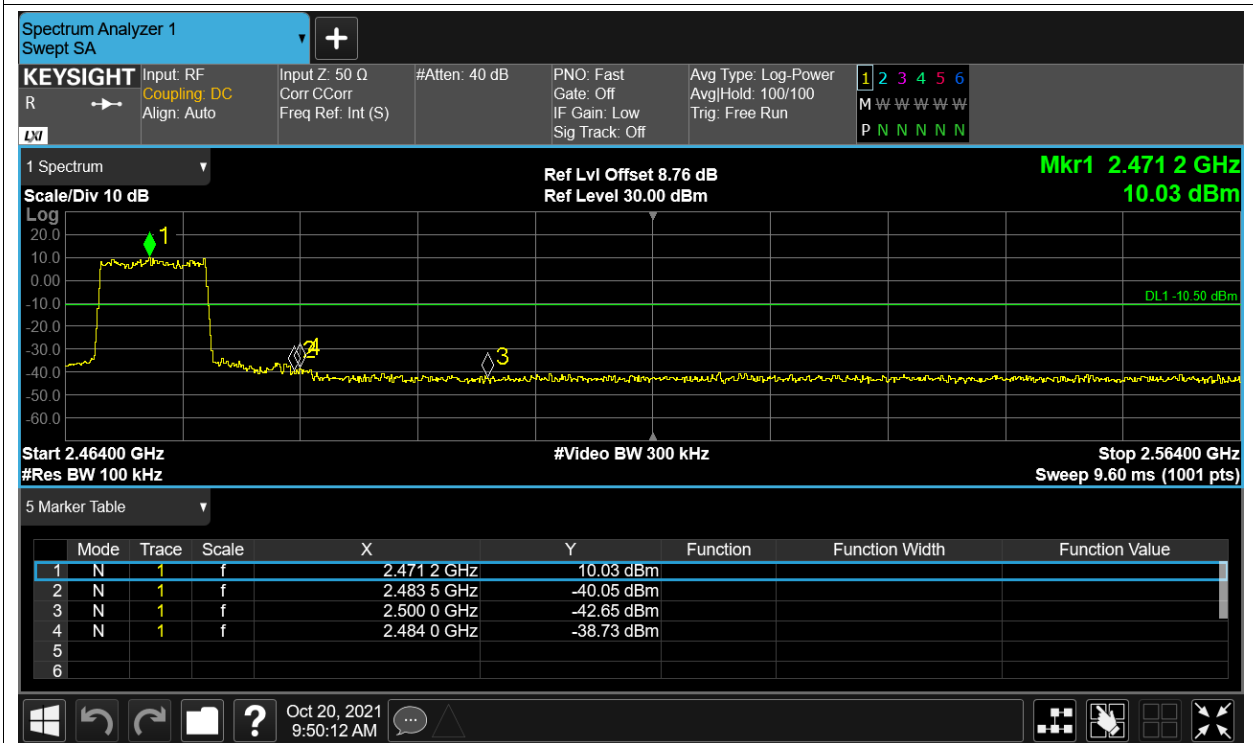 Spectrum Analyzer 1
Swept SA
KEYSIGHT Input: RF Input Z: 50 Ω #Atten: 40 dB PNO: Fast Avg Type: Log-Power 1 2 3 4 5 6
R Coupling: DC Corr CCorr Gate: Off Avg|Hold: 100/100 M W W W W W
Align: Auto Freq Ref: Int (S) IF Gain: Low Trig: Free Run
LXI Sig Track: Off P N N N N N
1 Spectrum Ref Lvl Offset 8.76 dB Mkr1 2.471 2 GHz
Scale/Div 10 dB Ref Level 30.00 dBm 10.03 dBm
Log
20.0 1
10.0
0.00
-10.0 DL1 -10.50 dBm
-20.0
-30.0 2 4 3
-40.0
-50.0
-60.0
Start 2.46400 GHz #Video BW 300 kHz Stop 2.56400 GHz
#Res BW 100 kHz Sweep 9.60 ms (1001 pts)
5 Marker Table
Mode Trace Scale X Y Function Function Width Function Value
1 N 1 f 2.471 2 GHz 10.03 dBm
2 N 1 f 2.483 5 GHz -40.05 dBm
3 N 1 f 2.500 0 GHz -42.65 dBm
4 N 1 f 2.484 0 GHz -38.73 dBm
5
6
? Oct 20, 2021
9:50:12 AM